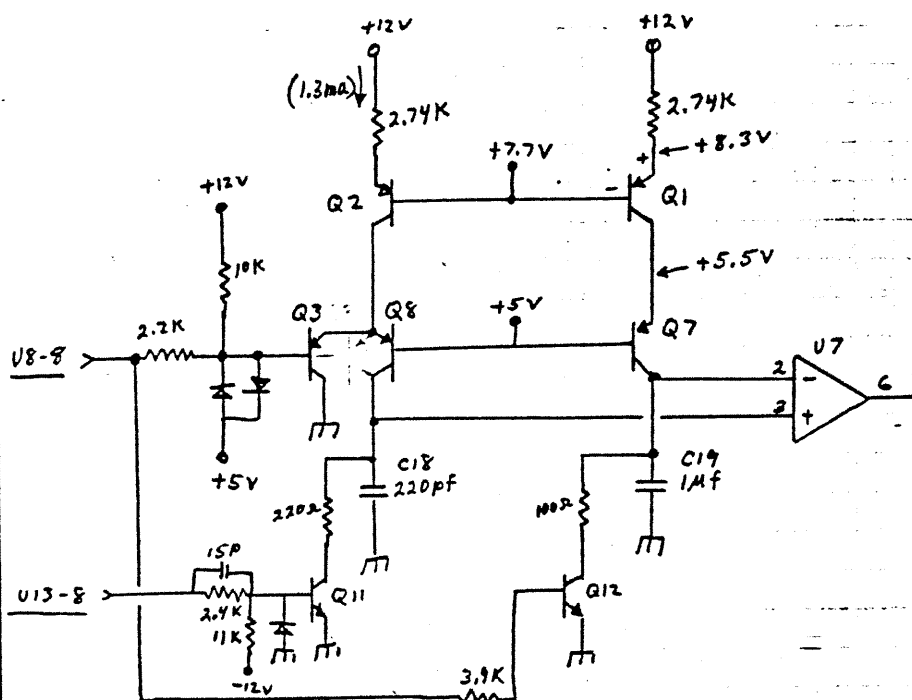 +12V
+12V
(1.3ma)
2.74K
2.74K
+8.3V
+
-
+7.7V
+12V
Q2
Q1
+5.5V
10K
Q3
Q8
+5V
Q7
2.2K
U8-8
U7
2
-
6
3
+
+5V
C18
220pf
C19
1µf
220Ω
100Ω
15P
U13-8
2.4K
Q11
Q12
11K
-12V
3.9K